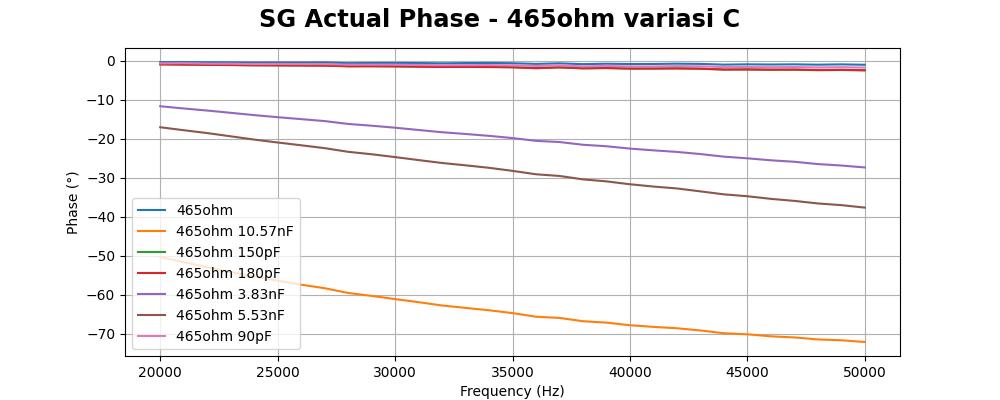 SG Actual Phase - 465ohm variasi C
Phase (°)
0
−10
−20
−30
−40
−50
−60
−70
465ohm
465ohm 10.57nF
465ohm 150pF
465ohm 180pF
465ohm 3.83nF
465ohm 5.53nF
465ohm 90pF
20000 25000 30000 35000 40000 45000 50000
Frequency (Hz)